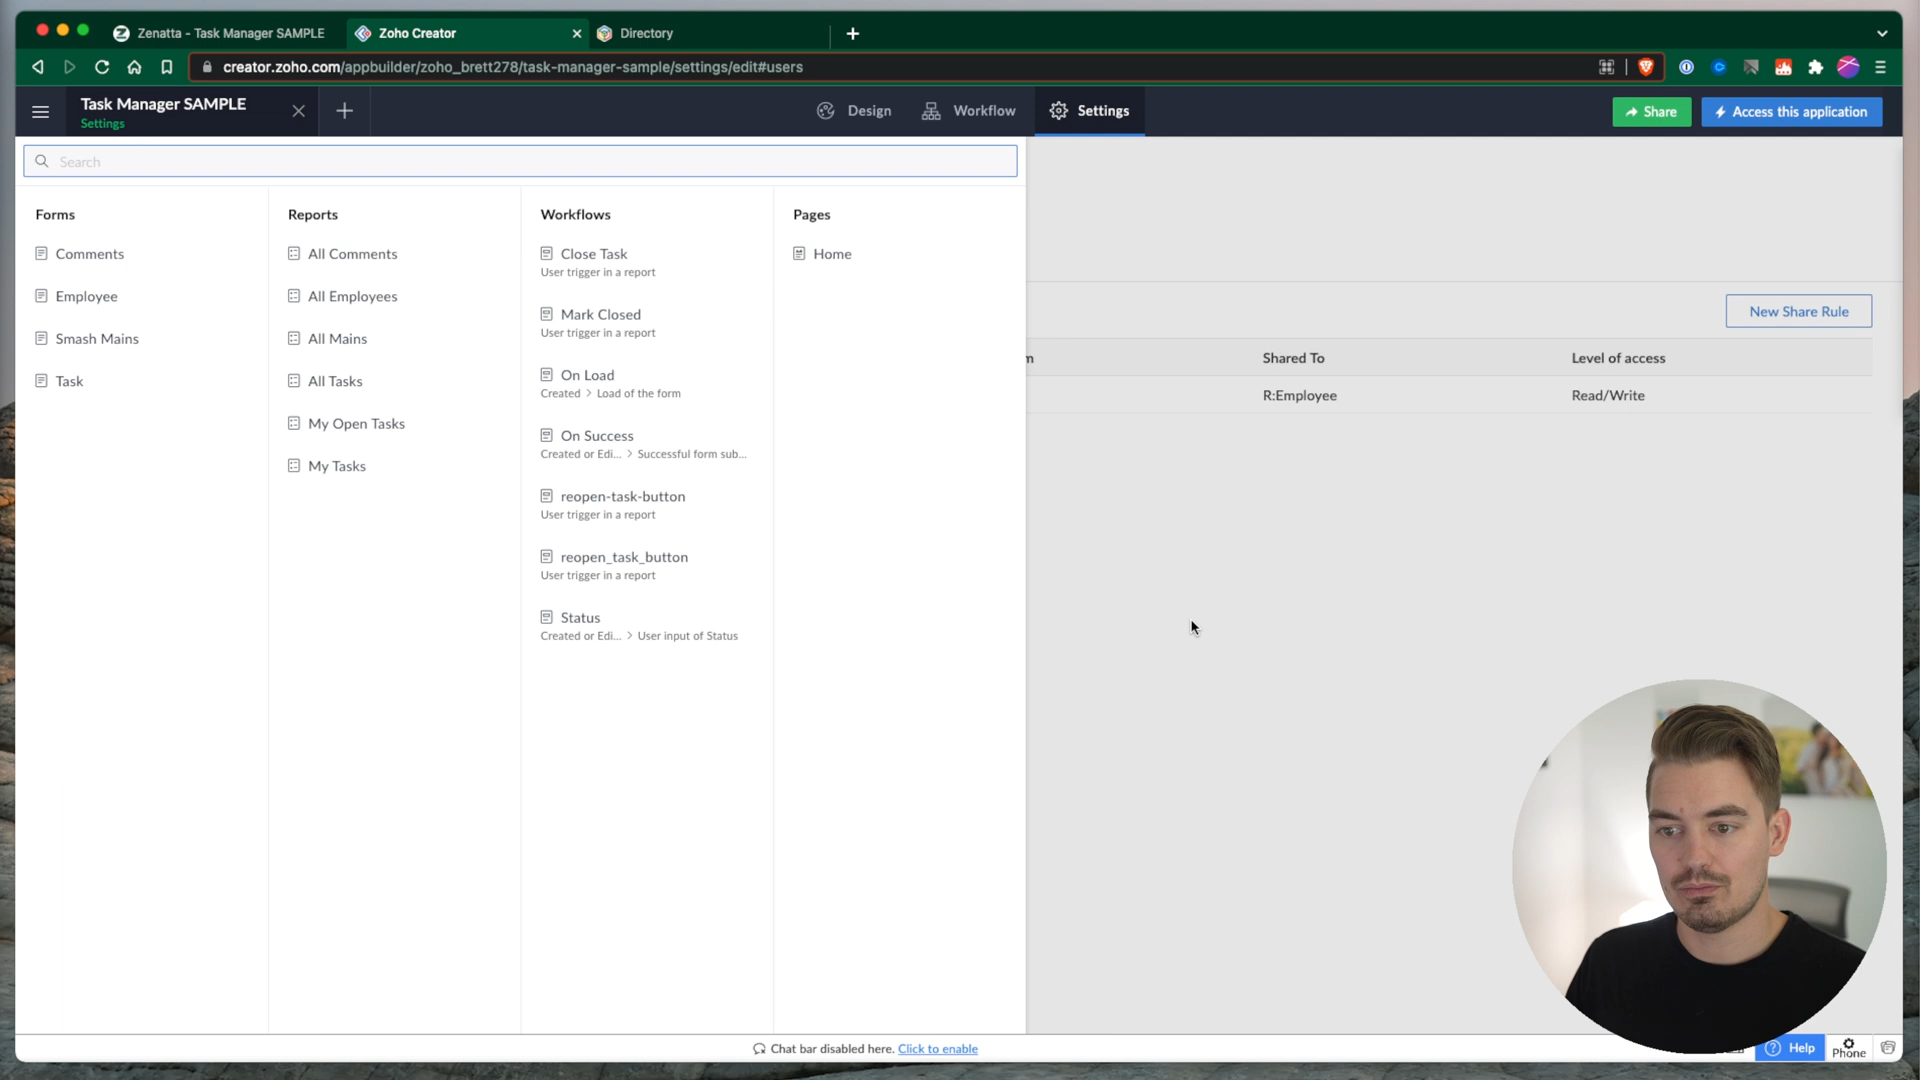 Zenatta - Task Manager SAMPLE
Zoho Creator
Directory
creator.zoho.com/appbuilder/zoho_brett278/task-manager-sample/settings/edit#users
Task Manager SAMPLE
Settings
Design
Workflow
Settings
Share
Access this application
Search
Forms
Reports
Workflows
Pages
Comments
Employee
Smash Mains
Task
All Comments
All Employees
All Mains
All Tasks
My Open Tasks
My Tasks
Close Task
User trigger in a report
Mark Closed
User trigger in a report
On Load
Created > Load of the form
On Success
Created or Edi... > Successful form sub...
reopen-task-button
User trigger in a report
reopen_task_button
User trigger in a report
Status
Created or Edi... > User input of Status
Home
New Share Rule
Shared To
Level of access
R:Employee
Read/Write
Chat bar disabled here. Click to enable
Help
Phone